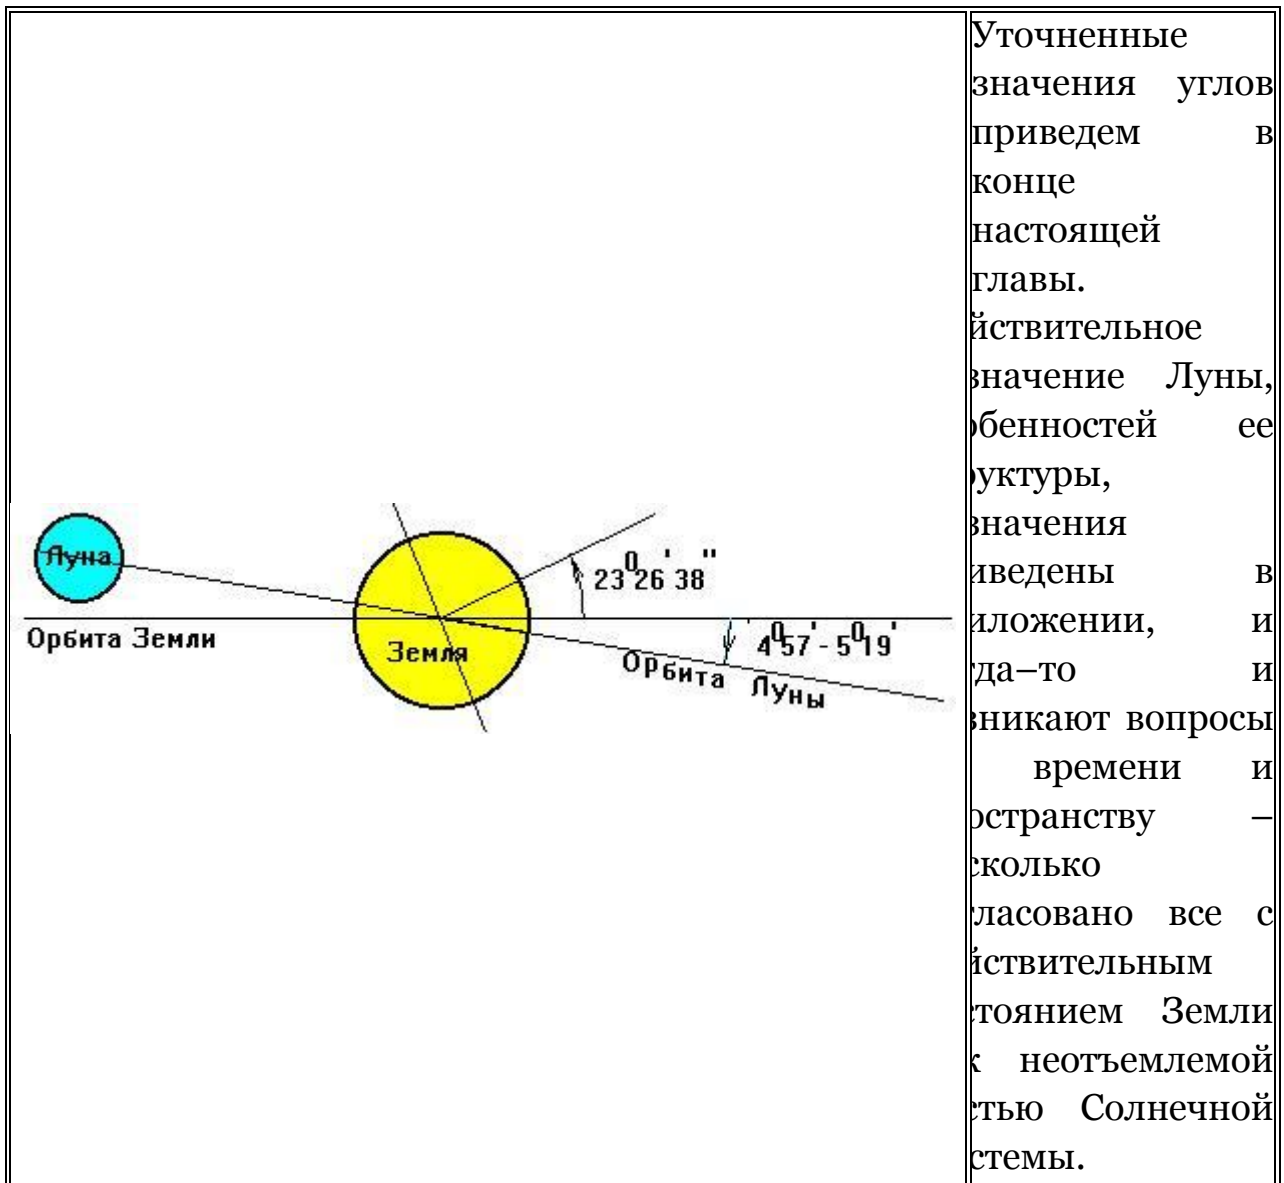 Луна
Орбита Земли
Земля
23⁰26' 38"
4⁰57' - 5⁰19'
Орбита Луны
Уточненные
значения углов
приведем в
конце
настоящей
главы.
йствительное
значение Луны,
обенностей ее
руктуры,
значения
иведены в
иложении, и
гда–то и
зникают вопросы
времени и
остранству –
сколько
гласовано все с
йствительным
стоянием Земли
к неотъемлемой
стью Солнечной
стемы.